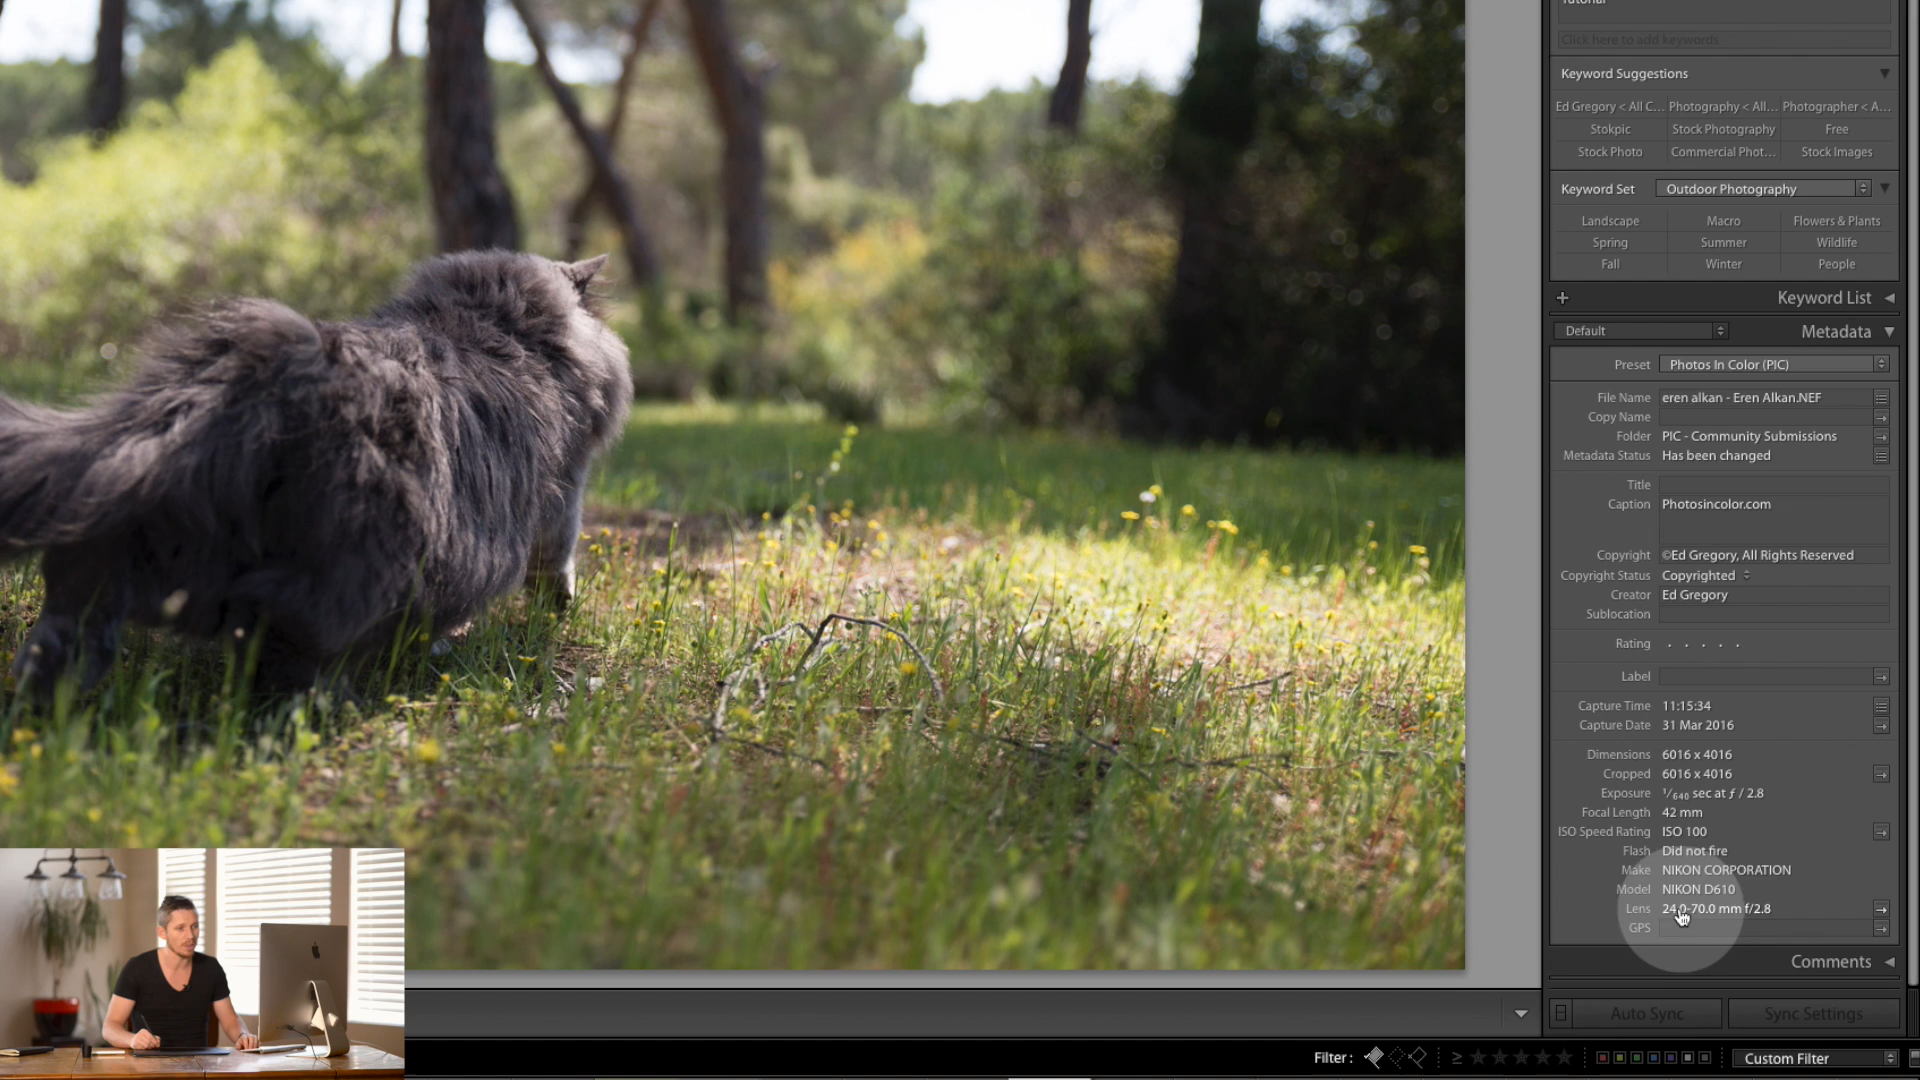 Tutorial
Click here to add keywords
Keyword Suggestions
Ed Gregory < All C... Photography < All... Photographer < A...
Stokpic Stock Photography Free
Stock Photo Commercial Phot... Stock Images
Keyword Set Outdoor Photography
Landscape Macro Flowers & Plants
Spring Summer Wildlife
Fall Winter People
+ Keyword List
Default Metadata
Preset Photos In Color (PIC)
File Name eren alkan - Eren Alkan.NEF
Copy Name
Folder PIC - Community Submissions
Metadata Status Has been changed
Title
Caption Photosincolor.com
Copyright ©Ed Gregory, All Rights Reserved
Copyright Status Copyrighted
Creator Ed Gregory
Sublocation
Rating . . . . .
Label
Capture Time 11:15:34
Capture Date 31 Mar 2016
Dimensions 6016 x 4016
Cropped 6016 x 4016
Exposure 1/640 sec at ƒ / 2.8
Focal Length 42 mm
ISO Speed Rating ISO 100
Flash Did not fire
Make NIKON CORPORATION
Model NIKON D610
Lens 24.0-70.0 mm f/2.8
GPS
Comments
Auto Sync Sync Settings
Filter : ≥ Custom Filter